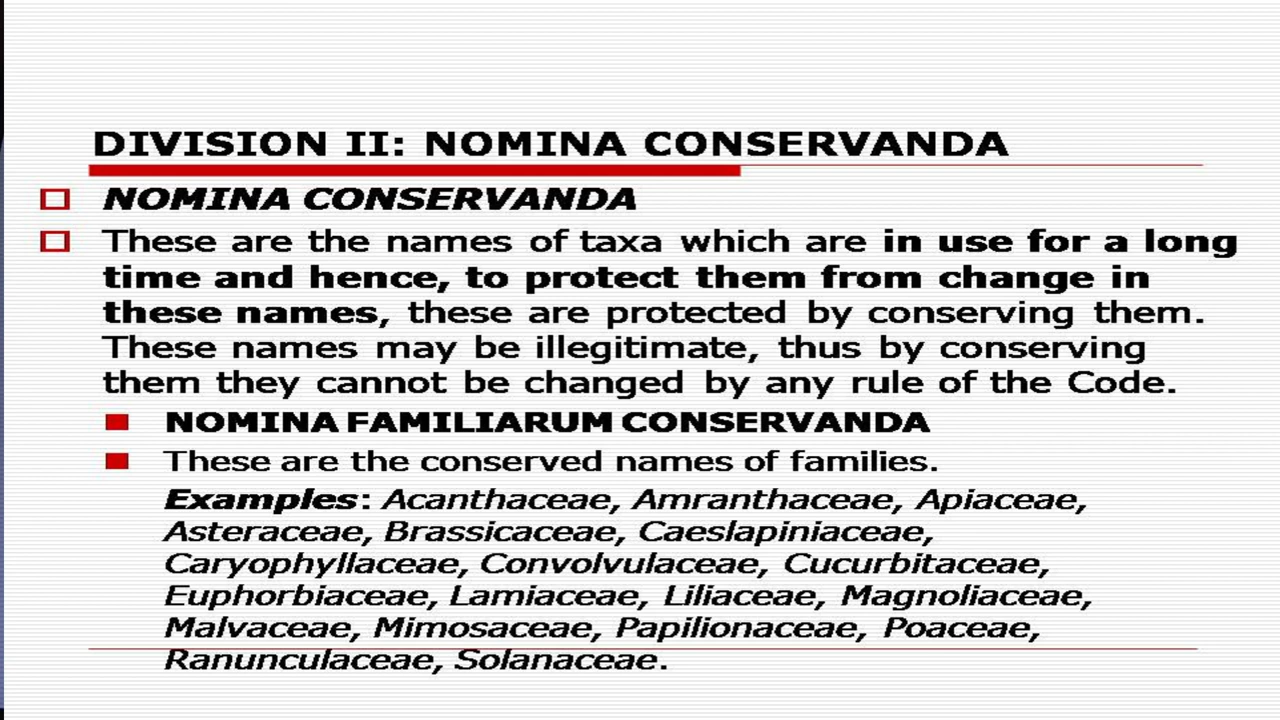 DIVISION II: NOMINA CONSERVANDA
NOMINA CONSERVANDA
These are the names of taxa which are in use for a long
time and hence, to protect them from change in
these names, these are protected by conserving them.
These names may be illegitimate, thus by conserving
them they cannot be changed by any rule of the Code.
NOMINA FAMILIARUM CONSERVANDA
These are the conserved names of families.
Examples: Acanthaceae, Amranthaceae, Apiaceae,
Asteraceae, Brassicaceae, Caeslapiniaceae,
Caryophyllaceae, Convolvulaceae, Cucurbitaceae,
Euphorbiaceae, Lamiaceae, Liliaceae, Magnoliaceae,
Malvaceae, Mimosaceae, Papilionaceae, Poaceae,
Ranunculaceae, Solanaceae.